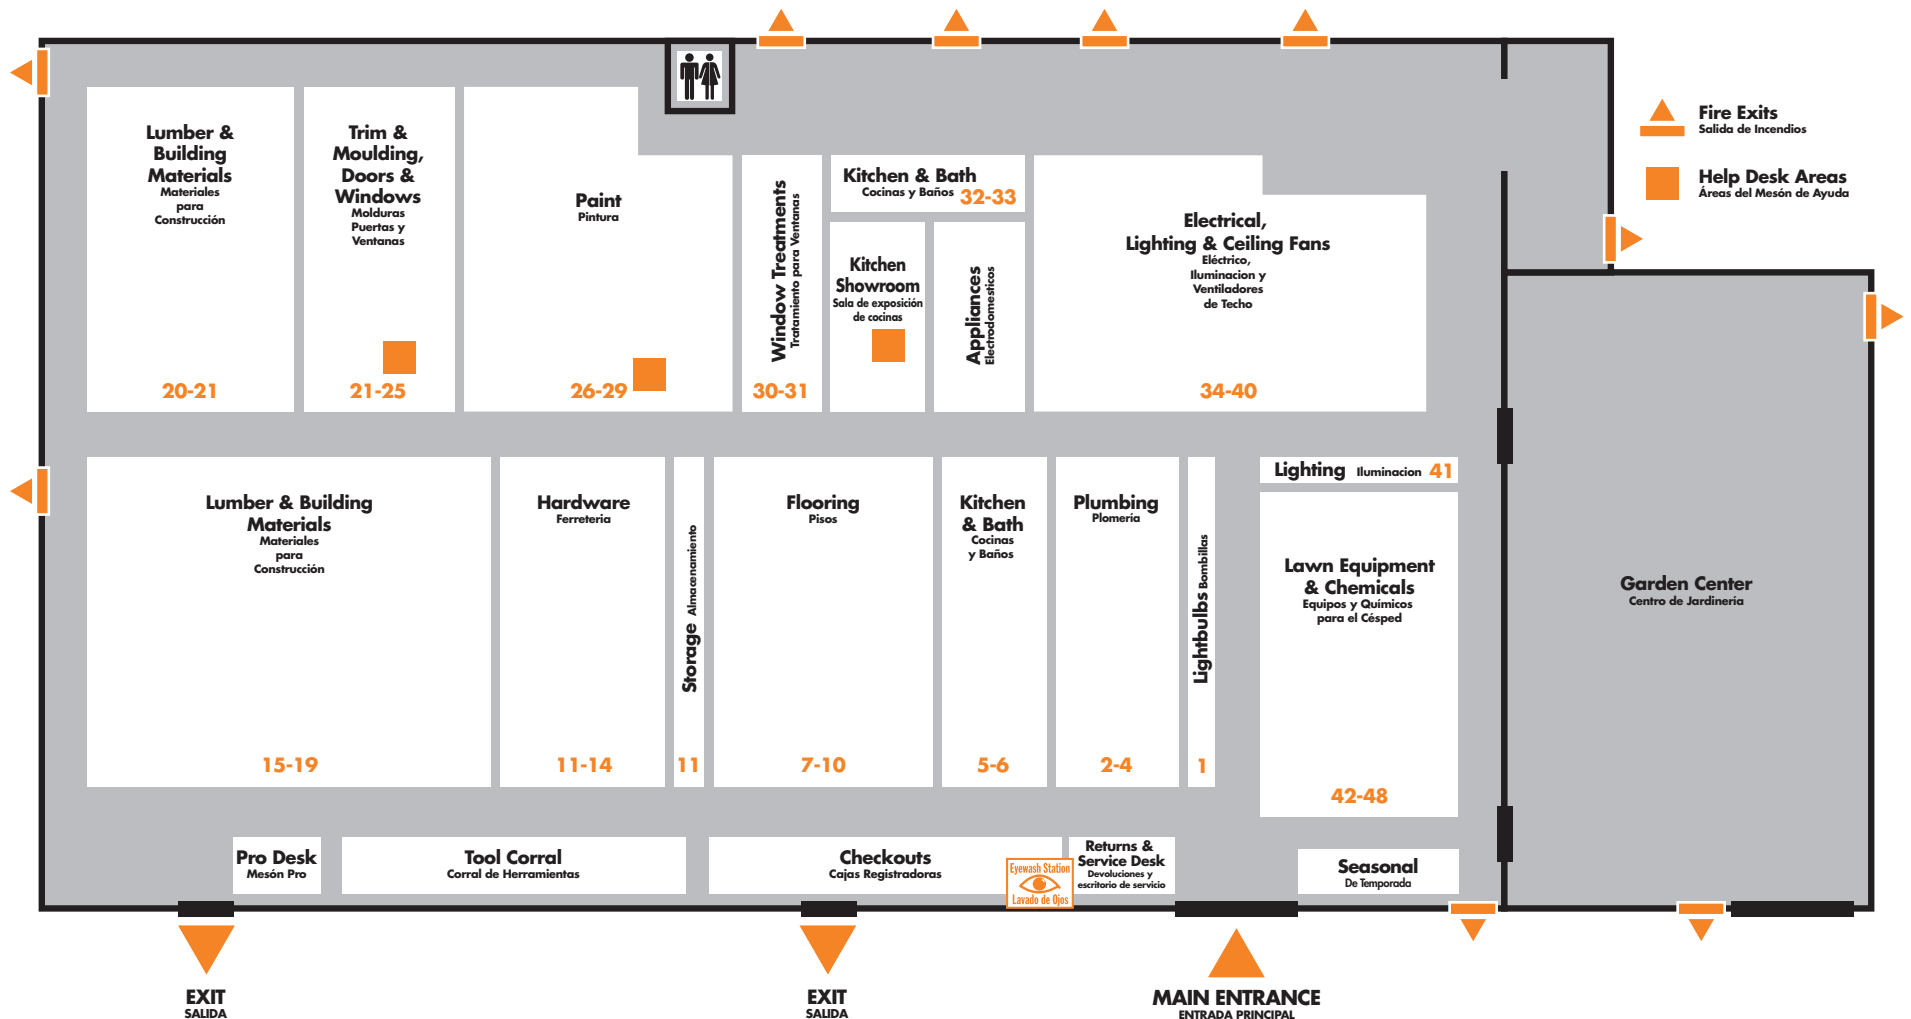 Fire Exits
Salida de Incendios
Help Desk Areas
Áreas del Mesón de Ayuda
Lumber &
Building
Materials
Materiales
para
Construcción
20-21
Trim &
Moulding,
Doors &
Windows
Molduras
Puertas y
Ventanas
21-25
Paint
Pintura
26-29
Window Treatments
Tratamiento para Ventanas
30-31
Kitchen & Bath
Cocinas y Baños 32-33
Kitchen
Showroom
Sala de exposición
de cocinas
Appliances
Electrodomesticos
Electrical,
Lighting & Ceiling Fans
Eléctrico,
Iluminacion y
Ventiladores
de Techo
34-40
Lumber & Building
Materials
Materiales
para
Construcción
15-19
Hardware
Ferreteria
11-14
Storage Almacenamiento
11
Flooring
Pisos
7-10
Kitchen
& Bath
Cocinas
y Baños
5-6
Plumbing
Plomería
2-4
Lightbulbs Bombillas
1
Lighting Iluminacion 41
Lawn Equipment
& Chemicals
Equipos y Químicos
para el Césped
42-48
Garden Center
Centro de Jardinería
Pro Desk
Mesón Pro
Tool Corral
Corral de Herramientas
Checkouts
Cajas Registradoras
Eyewash Station
Lavado de Ojos
Returns &
Service Desk
Devoluciones y
escritorio de servicio
Seasonal
De Temporada
EXIT
SALIDA
EXIT
SALIDA
MAIN ENTRANCE
ENTRADA PRINCIPAL